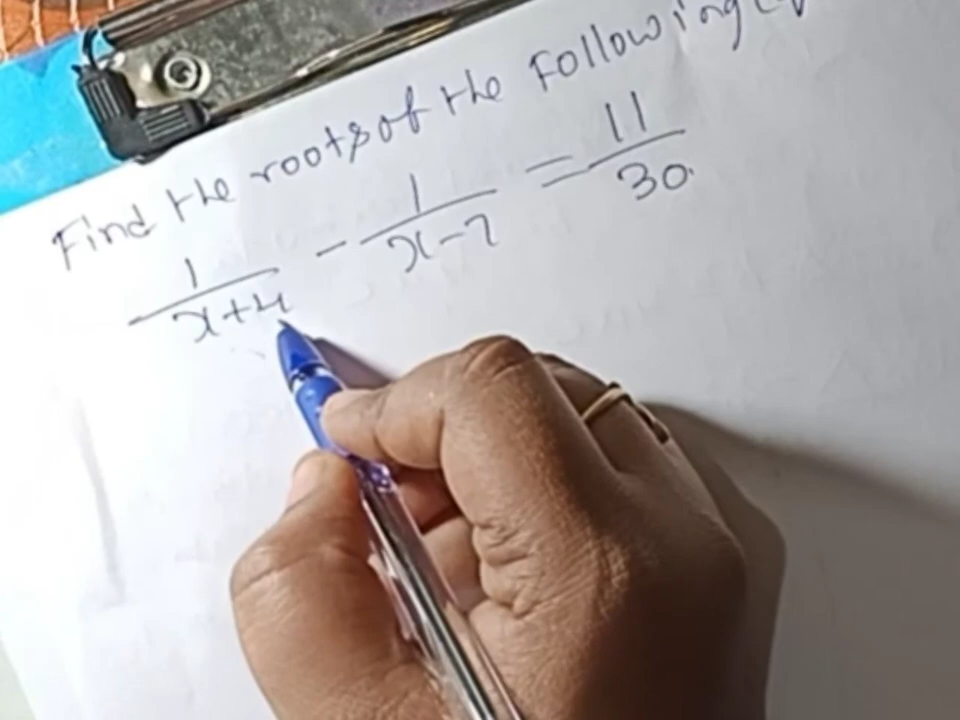 Find the roots of the Following
1/x+4 - 1/x-7 = 11/30